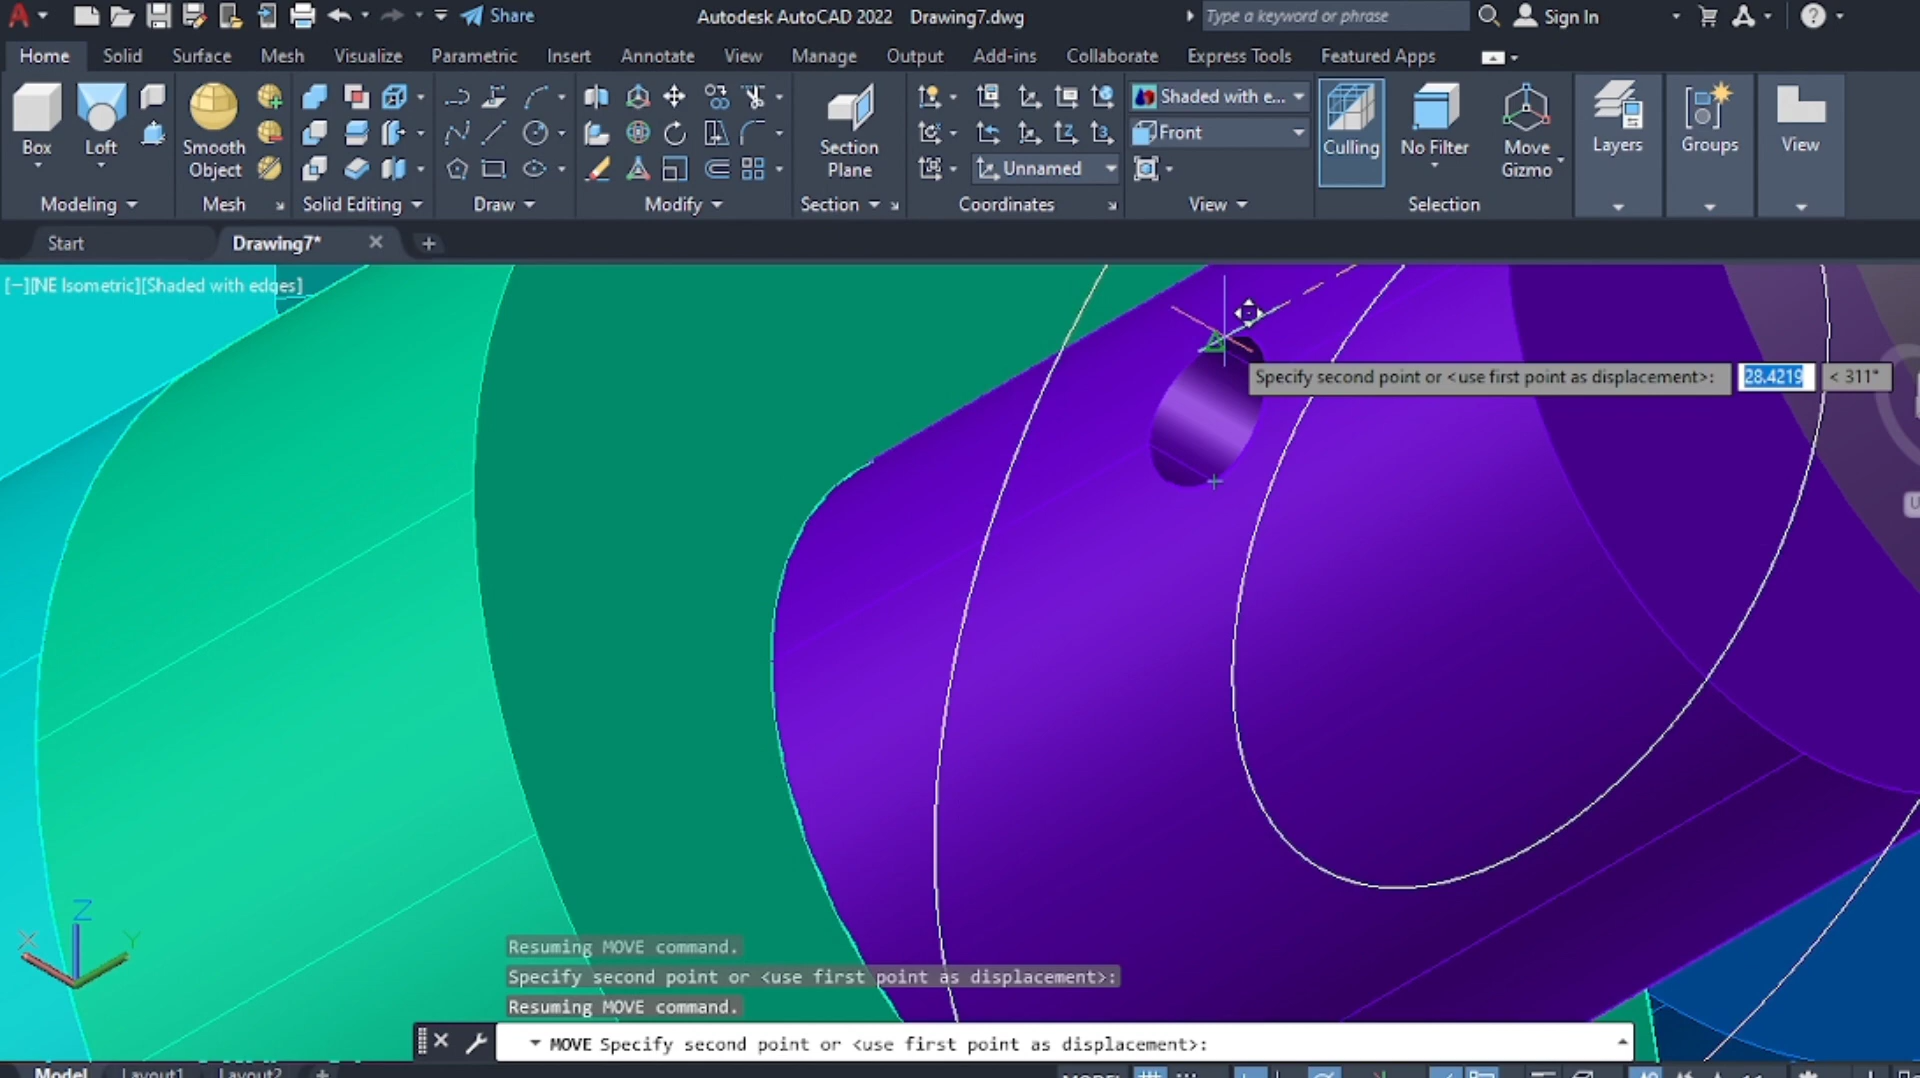 Share
Autodesk AutoCAD 2022 Drawing7.dwg
Type a keyword or phrase
Sign In
Home Solid Surface Mesh Visualize Parametric Insert Annotate View Manage Output Add-ins Collaborate Express Tools Featured Apps
Box
Loft
Smooth
Object
Section
Plane
Unnamed
Shaded with e...
Front
Culling
No Filter
Move
Gizmo
Layers
Groups
View
Modeling Mesh Solid Editing Draw Modify Section Coordinates View Selection
Start Drawing7*
[−][NE Isometric][Shaded with edges]
Specify second point or <use first point as displacement>: 28.4219 < 311°
Z
X
Y
Resuming MOVE command.
Specify second point or <use first point as displacement>:
Resuming MOVE command.
MOVE Specify second point or <use first point as displacement>:
Model Layout1 Layout2 +
MODEL